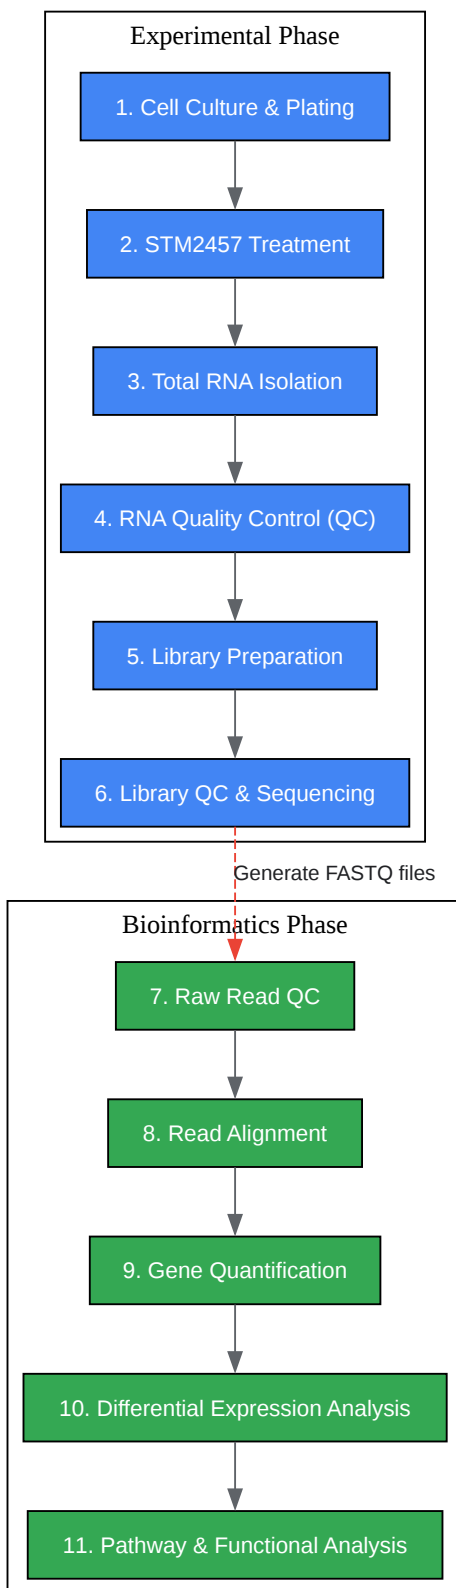 Experimental Phase
1. Cell Culture & Plating
2. STM2457 Treatment
3. Total RNA Isolation
4. RNA Quality Control (QC)
5. Library Preparation
6. Library QC & Sequencing
Generate FASTQ files
Bioinformatics Phase
7. Raw Read QC
8. Read Alignment
9. Gene Quantification
10. Differential Expression Analysis
11. Pathway & Functional Analysis